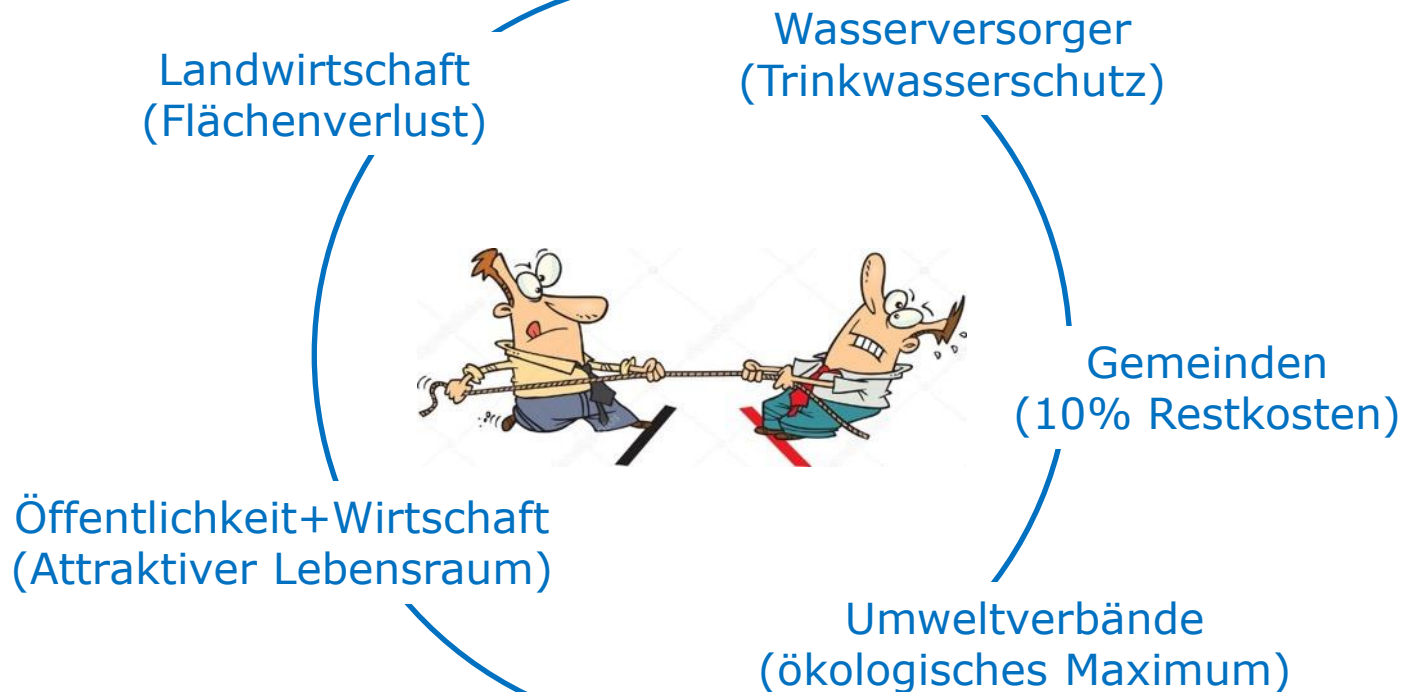 Wasserversorger
(Trinkwasserschutz)
Landwirtschaft
(Flächenverlust)
Gemeinden
(10% Restkosten)
Öffentlichkeit+Wirtschaft
(Attraktiver Lebensraum)
Umweltverbände
(ökologisches Maximum)